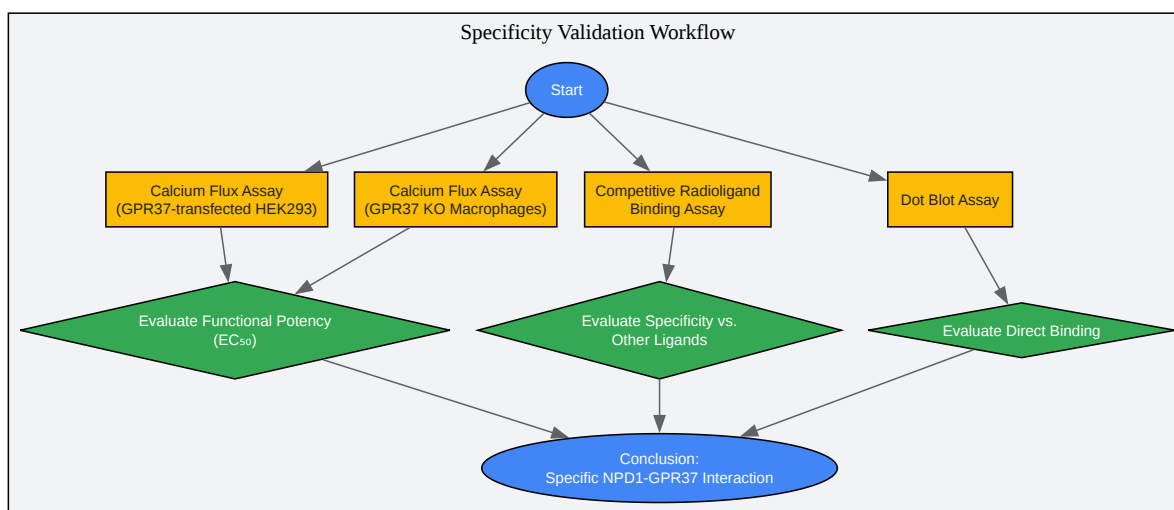 Specificity Validation Workflow
Start
Calcium Flux Assay
(GPR37-transfected HEK293)
Calcium Flux Assay
(GPR37 KO Macrophages)
Competitive Radioligand
Binding Assay
Dot Blot Assay
Evaluate Functional Potency
(EC₅₀)
Evaluate Specificity vs.
Other Ligands
Evaluate Direct Binding
Conclusion:
Specific NPD1-GPR37 Interaction